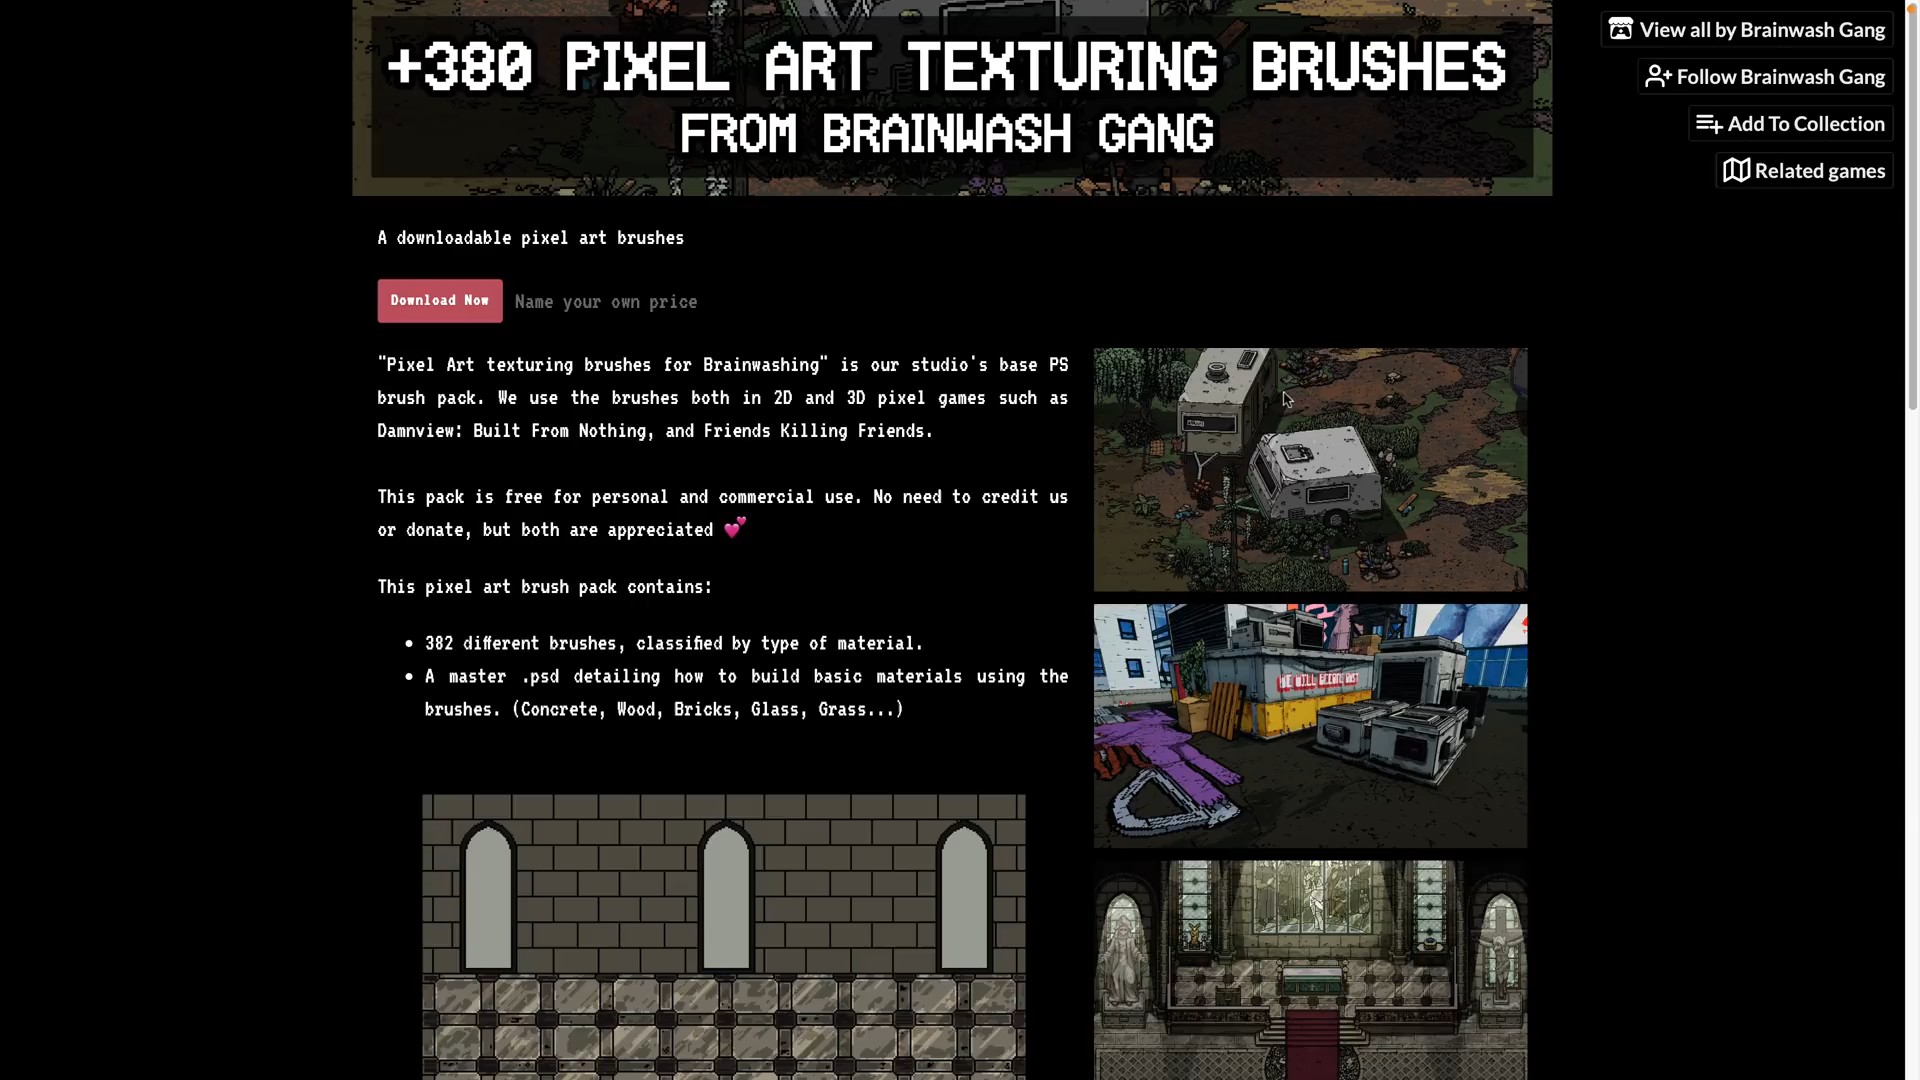 +380 PIXEL ART TEXTURING BRUSHES
FROM BRAINWASH GANG
View all by Brainwash Gang
Follow Brainwash Gang
Add To Collection
Related games
A downloadable pixel art brushes
Download Now
Name your own price
"Pixel Art texturing brushes for Brainwashing" is our studio's base PS
brush pack. We use the brushes both in 2D and 3D pixel games such as
Damnview: Built From Nothing, and Friends Killing Friends.
This pack is free for personal and commercial use. No need to credit us
or donate, but both are appreciated 💕
This pixel art brush pack contains:
• 382 different brushes, classified by type of material.
• A master .psd detailing how to build basic materials using the
brushes. (Concrete, Wood, Bricks, Glass, Grass...)